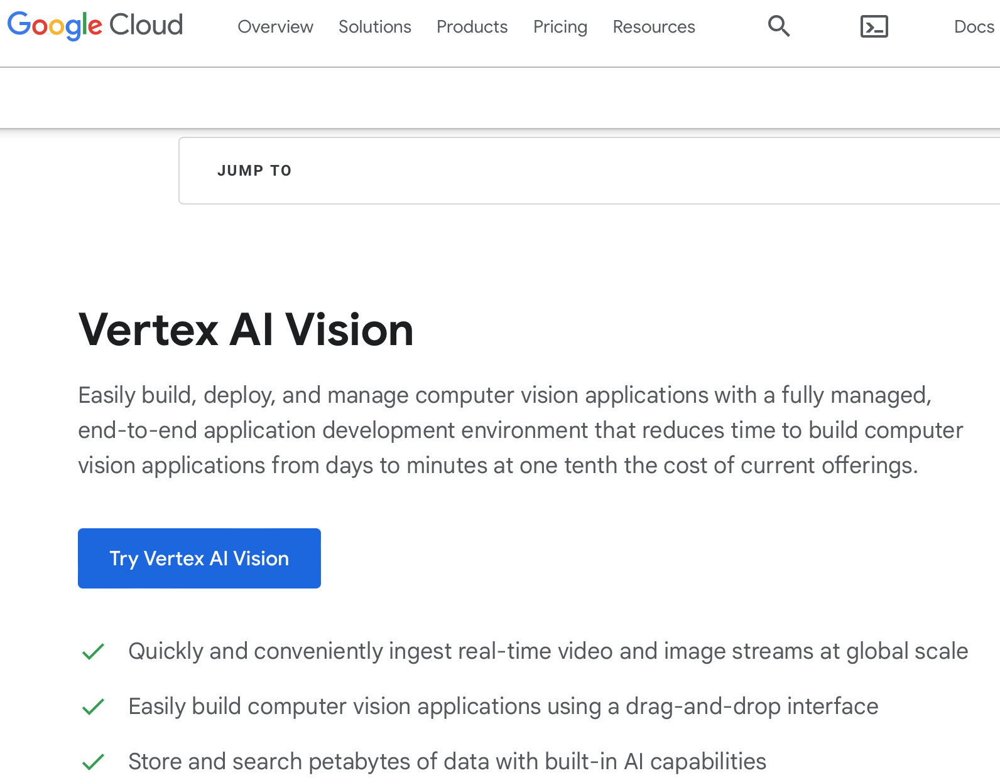 Google Cloud Overview Solutions Products Pricing Resources Docs
JUMP TO
Vertex AI Vision
Easily build, deploy, and manage computer vision applications with a fully managed,
end-to-end application development environment that reduces time to build computer
vision applications from days to minutes at one tenth the cost of current offerings.
Try Vertex AI Vision
Quickly and conveniently ingest real-time video and image streams at global scale
Easily build computer vision applications using a drag-and-drop interface
Store and search petabytes of data with built-in AI capabilities